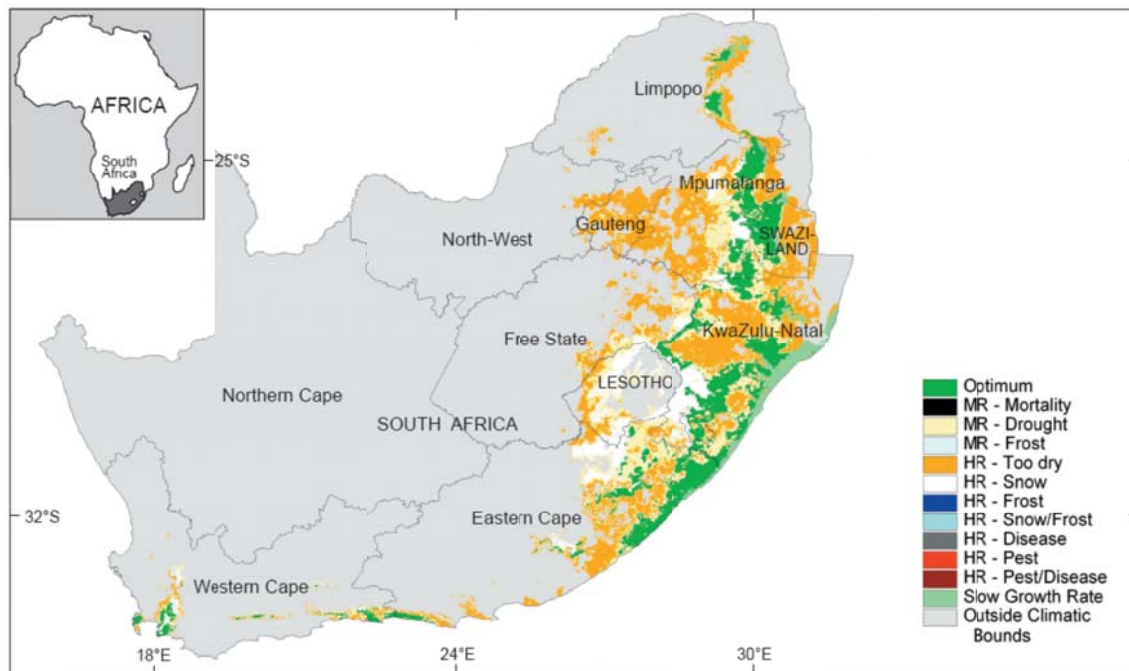 AFRICA
South
Africa
25°S
32°S
18°E
24°E
30°E
Limpopo
Mpumalanga
Gauteng
North-West
SWAZI-
LAND
Free State
KwaZulu-Natal
LESOTHO
Northern Cape
SOUTH AFRICA
Eastern Cape
Western Cape
Optimum
MR - Mortality
MR - Drought
MR - Frost
HR - Too dry
HR - Snow
HR - Frost
HR - Snow/Frost
HR - Disease
HR - Pest
HR - Pest/Disease
Slow Growth Rate
Outside Climatic
Bounds